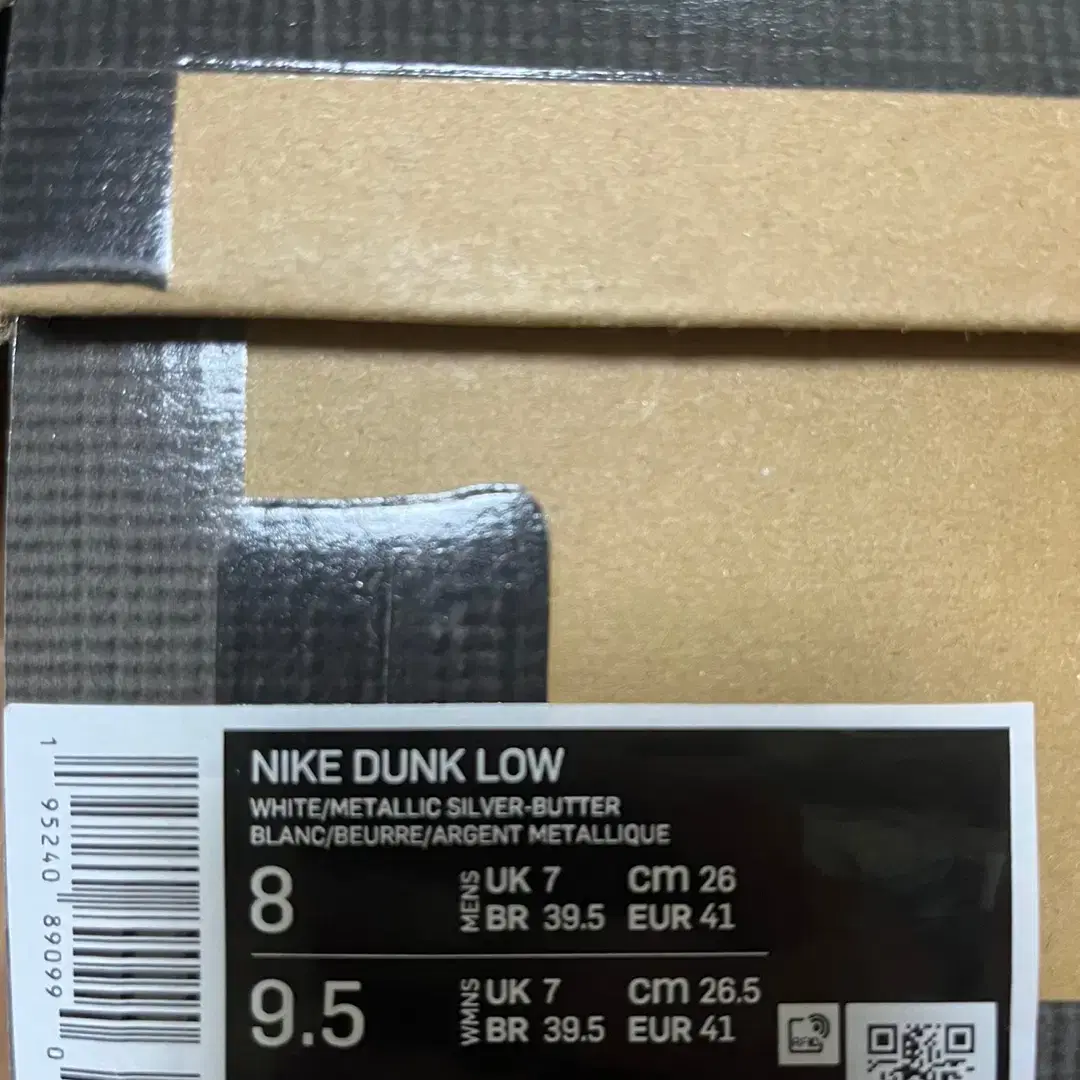 NIKE DUNK LOW
WHITE/METALLIC SILVER-BUTTER
BLANC/BEURRE/ARGENT METALLIQUE
8 MENS UK 7 cm 26
BR 39.5 EUR 41
9.5 WMNS UK 7 cm 26.5
BR 39.5 EUR 41
RFID
1 95240 89099 0